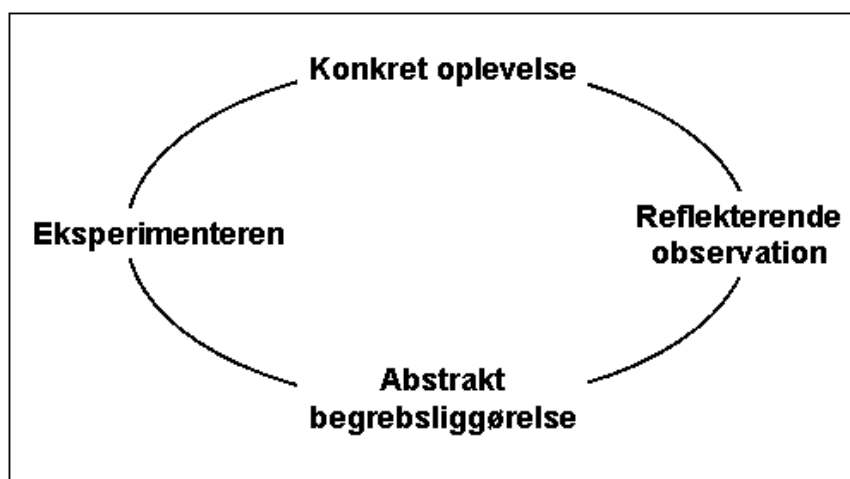 Konkret oplevelse
Eksperimenteren
Reflekterende
observation
Abstrakt
begrebsliggørelse